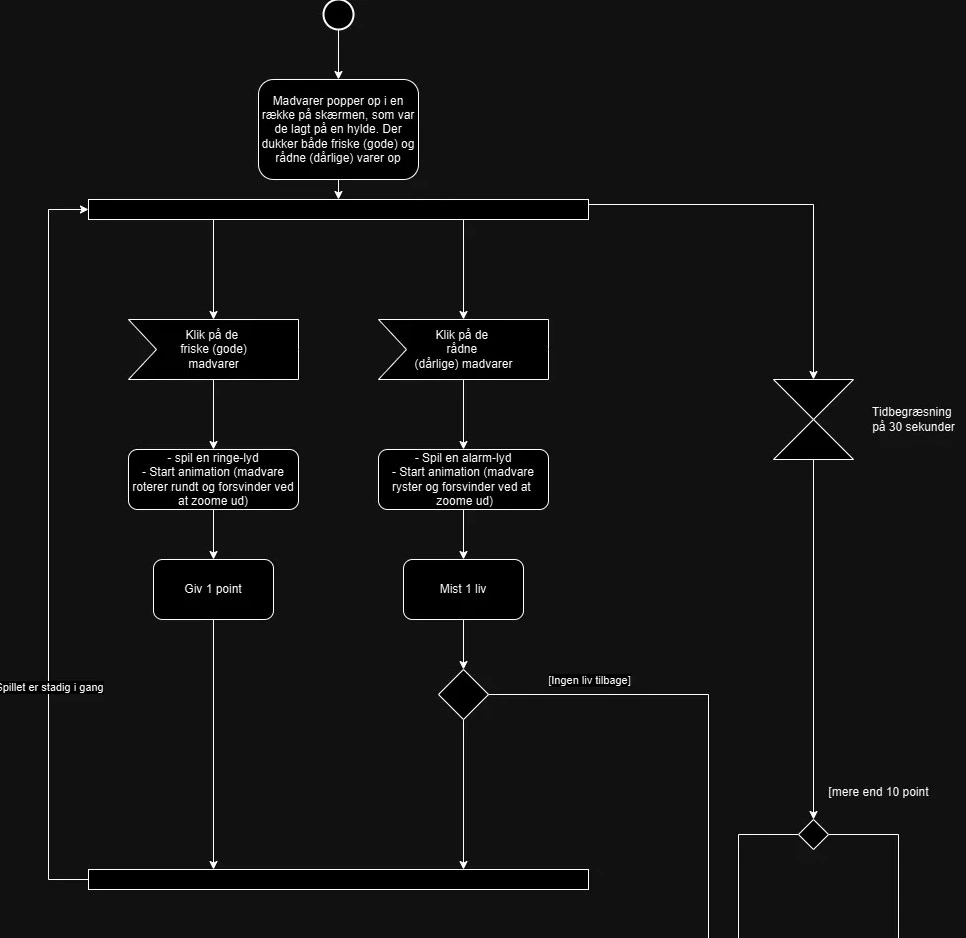 Madvarer popper op i en
række på skærmen, som var
de lagt på en hylde. Der
dukker både friske (gode) og
rådne (dårlige) varer op
Klik på de
friske (gode)
madvarer
Klik på de
rådne
(dårlige) madvarer
Tidbegræsning
på 30 sekunder
- spil en ringe-lyd
- Start animation (madvare
roterer rundt og forsvinder ved
at zoome ud)
- Spil en alarm-lyd
- Start animation (madvare
ryster og forsvinder ved at
zoome ud)
Giv 1 point
Mist 1 liv
Spillet er stadig i gang
[Ingen liv tilbage]
[mere end 10 point